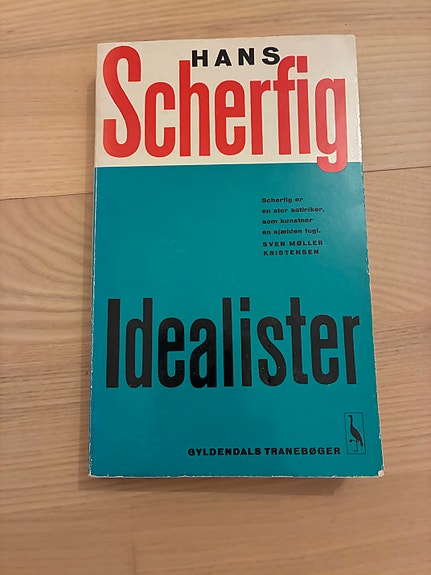 HANS
Scherfig
Scherfig er
en stor satiriker,
som kunstner
en sjælden fugl.
SVEN MØLLER
KRISTENSEN
Idealister
GYLDENDALS TRANEBØGER